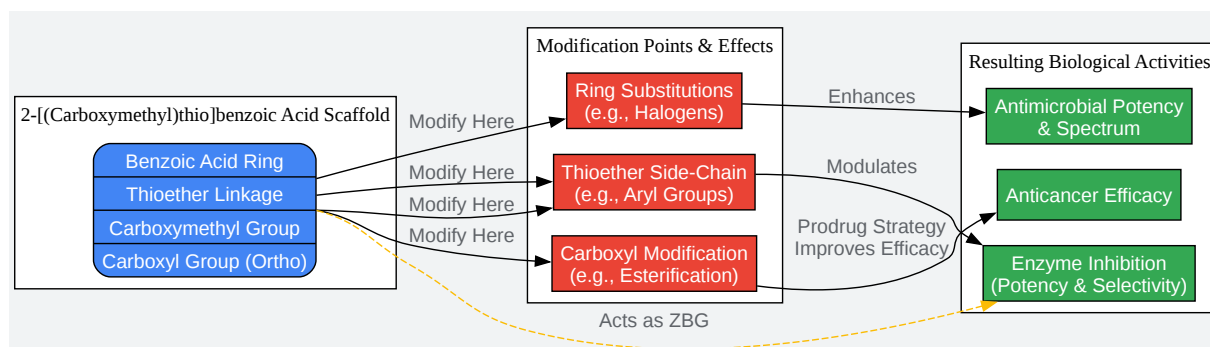 2-[(Carboxymethyl)thio]benzoic Acid Scaffold
Benzoic Acid Ring
Thioether Linkage
Carboxymethyl Group
Carboxyl Group (Ortho)
Modify Here
Modify Here
Modify Here
Modify Here
Modification Points & Effects
Ring Substitutions
(e.g., Halogens)
Thioether Side-Chain
(e.g., Aryl Groups)
Carboxyl Modification
(e.g., Esterification)
Enhances
Modulates
Prodrug Strategy
Improves Efficacy
Acts as ZBG
Resulting Biological Activities
Antimicrobial Potency
& Spectrum
Anticancer Efficacy
Enzyme Inhibition
(Potency & Selectivity)